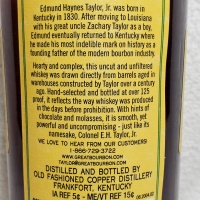 Edmund Haynes Taylor, Jr. was born in
Kentucky in 1830. After moving to Louisiana
with his great uncle Zachary Taylor as a boy,
Edmund eventually returned to Kentucky where
he made his most indelible mark on history as a
founding father of the modern bourbon industry.
Hearty and complex, this uncut and unfiltered
whiskey was drawn directly from barrels aged in
warehouses constructed by Taylor over a century
ago. Hand-selected and bottled at over 125
proof, it reflects the way whiskey was produced
in the days before prohibition. With hints of
chocolate and molasses, it is smooth, yet
powerful and uncompromising - just like its
namesake, Colonel E.H. Taylor, Jr.
WE LOVE TO HEAR FROM OUR CUSTOMERS
1-866-729-3722
WWW.GREATBOURBON.COM
TAYLOR@GREATBOURBON.COM
DISTILLED AND BOTTLED BY
OLD FASHIONED COPPER DISTILLERY
FRANKFORT, KENTUCKY
IA REF 5¢ - ME/VT REF 15¢